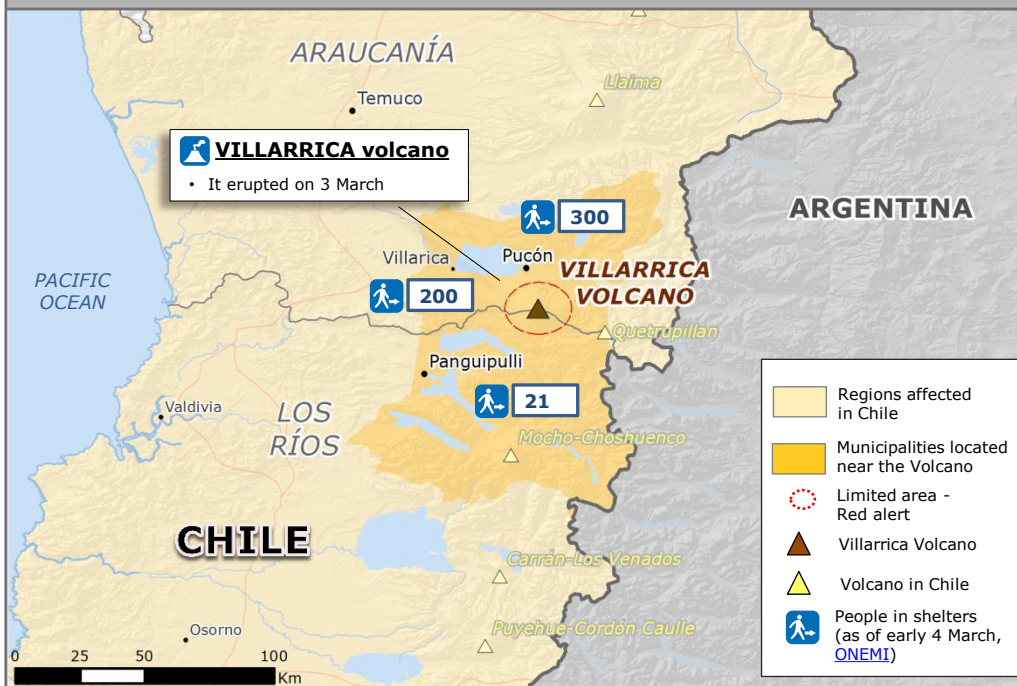 ARAUCANÍA
Llaima
Temuco
VILLARRICA volcano
• It erupted on 3 March
ARGENTINA
300
Villarica
Pucón
PACIFIC
OCEAN
VILLARRICA
VOLCANO
200
Quetrupillan
Panguipulli
21
Valdivia
LOS
RÍOS
Mocho-Choshuenco
CHILE
Carrán-Los Venados
Puyehue-Cordón Caulle
Osorno
0 25 50 100
Km
Regions affected
in Chile
Municipalities located
near the Volcano
Limited area -
Red alert
Villarrica Volcano
Volcano in Chile
People in shelters
(as of early 4 March,
ONEMI)